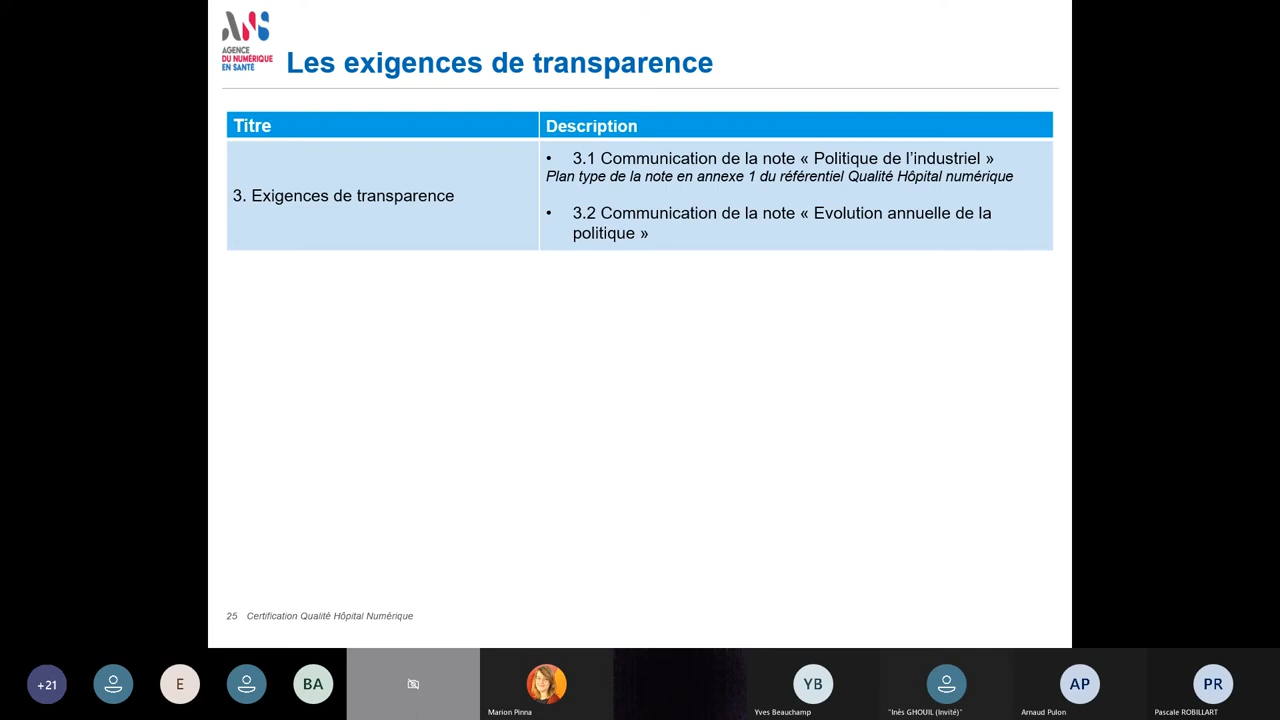 ANS
AGENCE
DU NUMÉRIQUE
EN SANTÉ
Les exigences de transparence
Titre
Description
3. Exigences de transparence
• 3.1 Communication de la note « Politique de l’industriel »
Plan type de la note en annexe 1 du référentiel Qualité Hôpital numérique
• 3.2 Communication de la note « Evolution annuelle de la
politique »
25 Certification Qualité Hôpital Numérique
+21
E
BA
YB
AP
PR
Marion Pinna
Yves Beauchamp
"Inès GHOUIL (Invité)"
Arnaud Pulon
Pascale ROBILLART